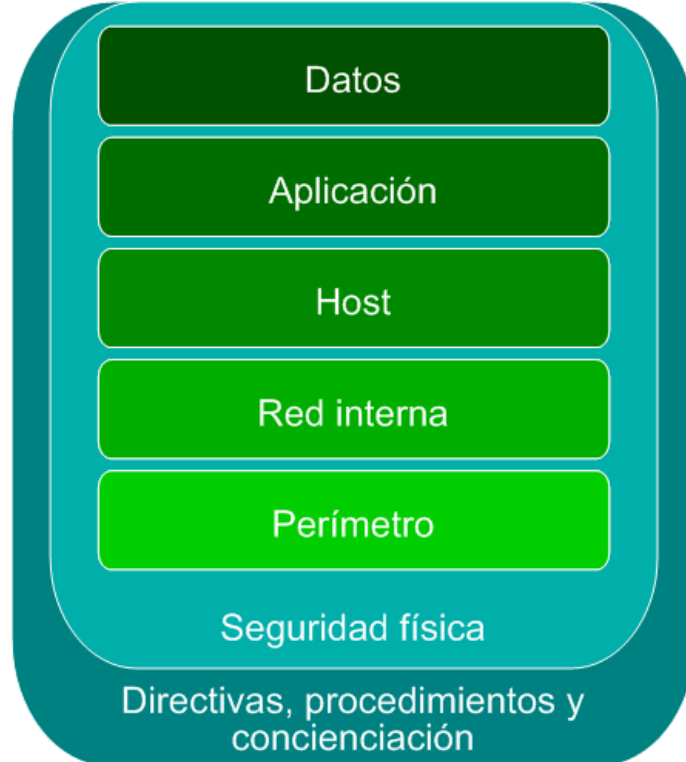 Datos
Aplicación
Host
Red interna
Perímetro
Seguridad física
Directivas, procedimientos y
concienciación